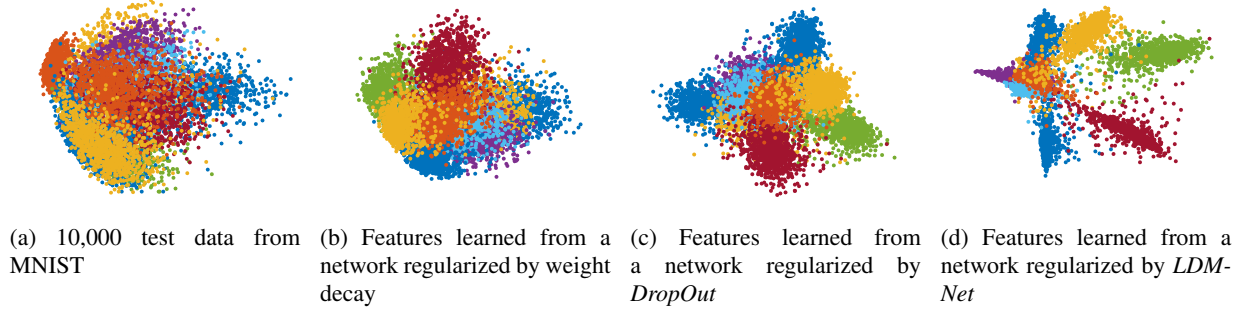 (a) 10,000 test data from
MNIST
(b) Features learned from a
network regularized by weight
decay
(c) Features learned from
a network regularized by
DropOut
(d) Features learned from a
network regularized by LDM-
Net